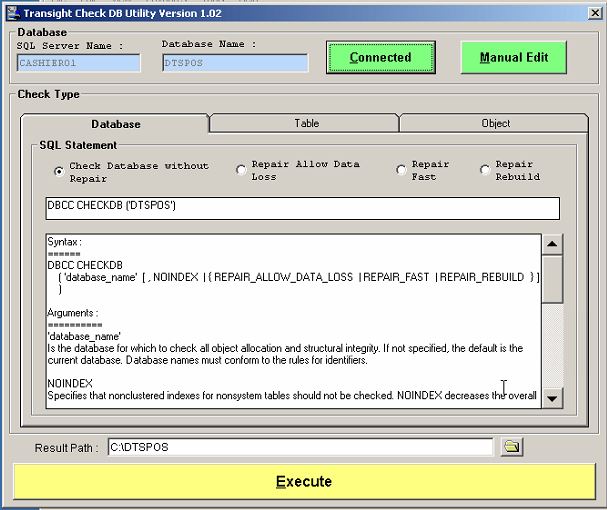 Transight Check DB Utility Version 1.02
Database
SQL Server Name :
Database Name :
CASHIER01
DTSPOS
Connected
Manual Edit
Check Type
Database
Table
Object
SQL Statement
Check Database without
Repair
Repair Allow Data
Loss
Repair
Fast
Repair
Rebuild
DBCC CHECKDB ('DTSPOS')
Syntax :
======
DBCC CHECKDB
( 'database_name' [ , NOINDEX | { REPAIR_ALLOW_DATA_LOSS | REPAIR_FAST | REPAIR_REBUILD } ]
)
Arguments :
==========
'database_name'
Is the database for which to check all object allocation and structural integrity. If not specified, the default is the
current database. Database names must conform to the rules for identifiers.
NOINDEX
Specifies that nonclustered indexes for nonsystem tables should not be checked. NOINDEX decreases the overall
Result Path :
C:\DTSPOS
Execute